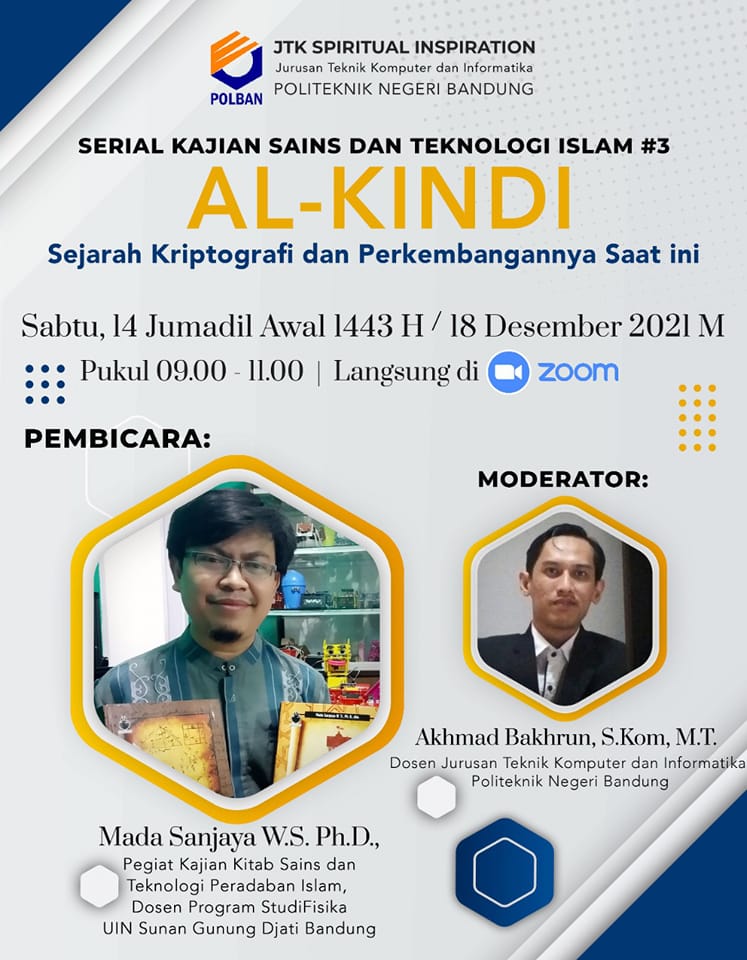 JTK SPIRITUAL INSPIRATION
Jurusan Teknik Komputer dan Informatika
POLITEKNIK NEGERI BANDUNG
POLBAN
SERIAL KAJIAN SAINS DAN TEKNOLOGI ISLAM #3
AL-KINDI
Sejarah Kriptografi dan Perkembangannya Saat ini
Sabtu, 14 Jumadil Awal 1443 H / 18 Desember 2021 M
Pukul 09.00 - 11.00 | Langsung di zoom
PEMBICARA:
Mada Sanjaya W.S. Ph.D.,
Pegiat Kajian Kitab Sains dan
Teknologi Peradaban Islam,
Dosen Program StudiFisika
UIN Sunan Gunung Djati Bandung
MODERATOR:
Akhmad Bakhrun, S.Kom, M.T.
Dosen Jurusan Teknik Komputer dan Informatika
Politeknik Negeri Bandung